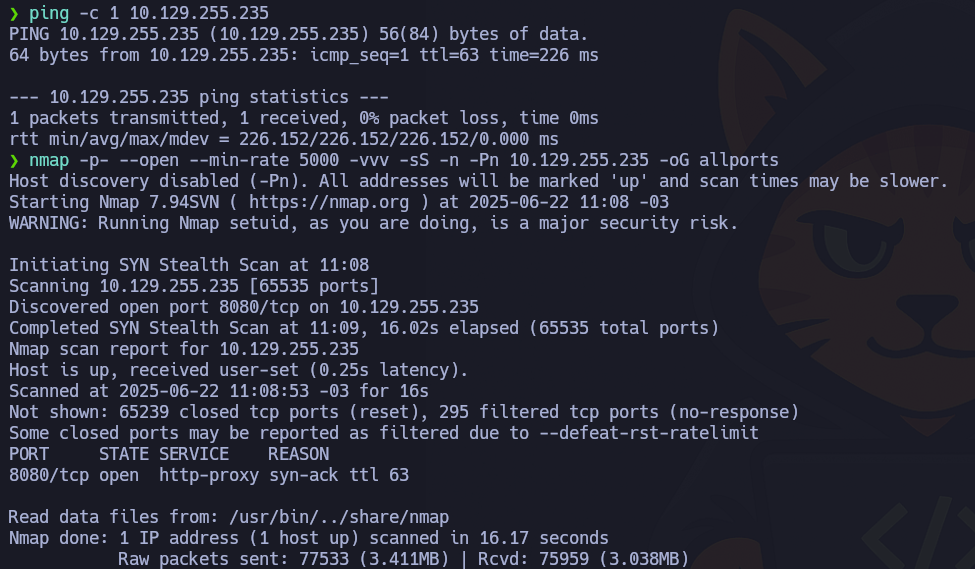 ❯ ping -c 1 10.129.255.235
PING 10.129.255.235 (10.129.255.235) 56(84) bytes of data.
64 bytes from 10.129.255.235: icmp_seq=1 ttl=63 time=226 ms

--- 10.129.255.235 ping statistics ---
1 packets transmitted, 1 received, 0% packet loss, time 0ms
rtt min/avg/max/mdev = 226.152/226.152/226.152/0.000 ms
❯ nmap -p- --open --min-rate 5000 -vvv -sS -n -Pn 10.129.255.235 -oG allports
Host discovery disabled (-Pn). All addresses will be marked 'up' and scan times may be slower.
Starting Nmap 7.94SVN ( https://nmap.org ) at 2025-06-22 11:08 -03
WARNING: Running Nmap setuid, as you are doing, is a major security risk.

Initiating SYN Stealth Scan at 11:08
Scanning 10.129.255.235 [65535 ports]
Discovered open port 8080/tcp on 10.129.255.235
Completed SYN Stealth Scan at 11:09, 16.02s elapsed (65535 total ports)
Nmap scan report for 10.129.255.235
Host is up, received user-set (0.25s latency).
Scanned at 2025-06-22 11:08:53 -03 for 16s
Not shown: 65239 closed tcp ports (reset), 295 filtered tcp ports (no-response)
Some closed ports may be reported as filtered due to --defeat-rst-ratelimit
PORT     STATE SERVICE    REASON
8080/tcp open  http-proxy syn-ack ttl 63

Read data files from: /usr/bin/../share/nmap
Nmap done: 1 IP address (1 host up) scanned in 16.17 seconds
           Raw packets sent: 77533 (3.411MB) | Rcvd: 75959 (3.038MB)